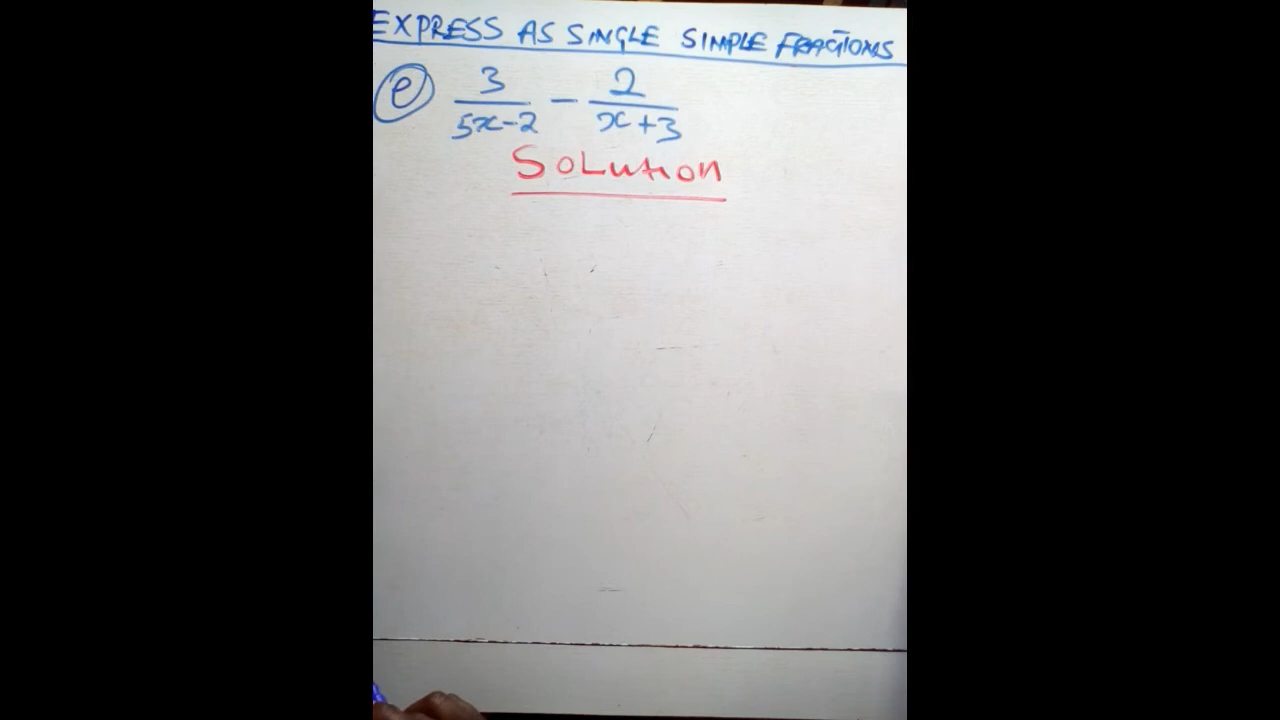 EXPRESS AS SINGLE SIMPLE FRACTIONS
(e) 3/(5x-2) - 2/(x+3)
SOLUTION